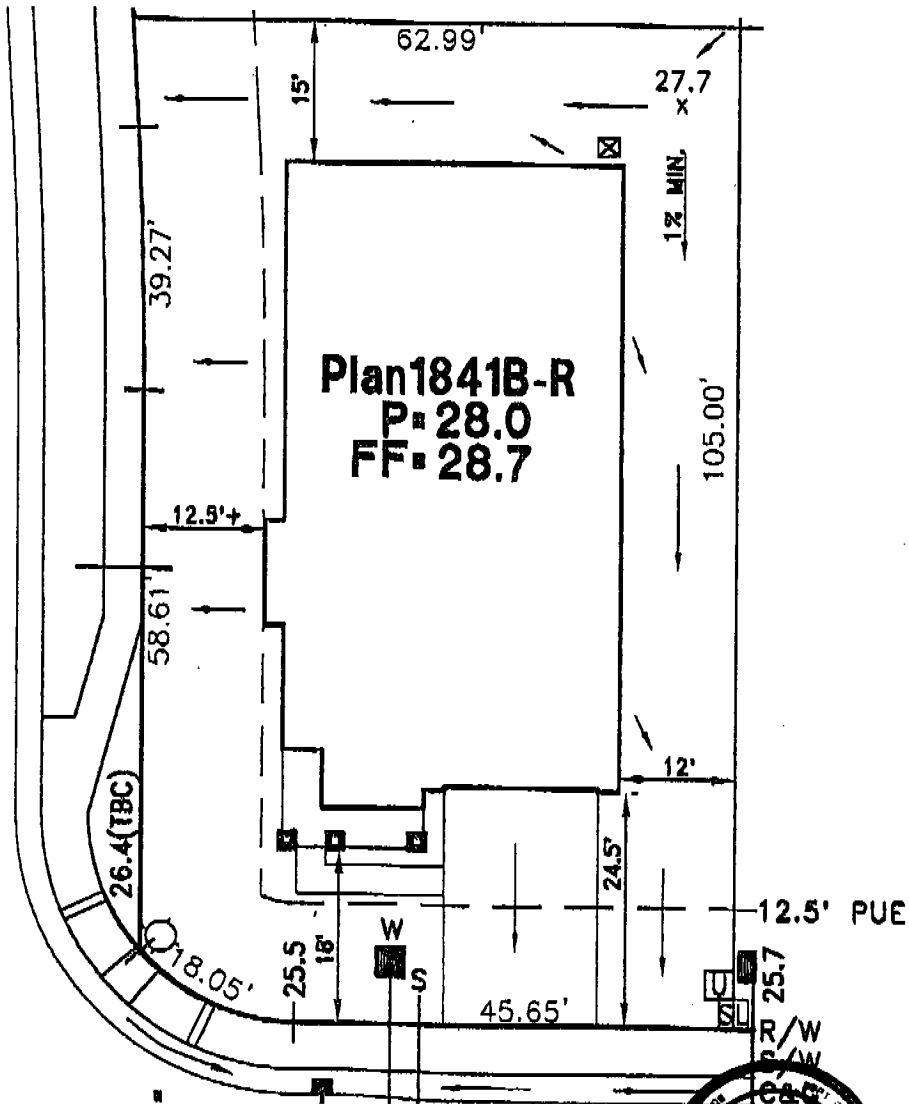 62.99'
15'
27.7
x
1% MIN.
39.27'
Plan1841B-R
P=28.0
FF=28.7
105.00'
12.5'+
58.61'
12'
26.4(TBC)
24.5'
12.5' PUE
W
18.05'
25.5
18'
S
U
25.7
45.65'
SL
R/W
S/W
C&G